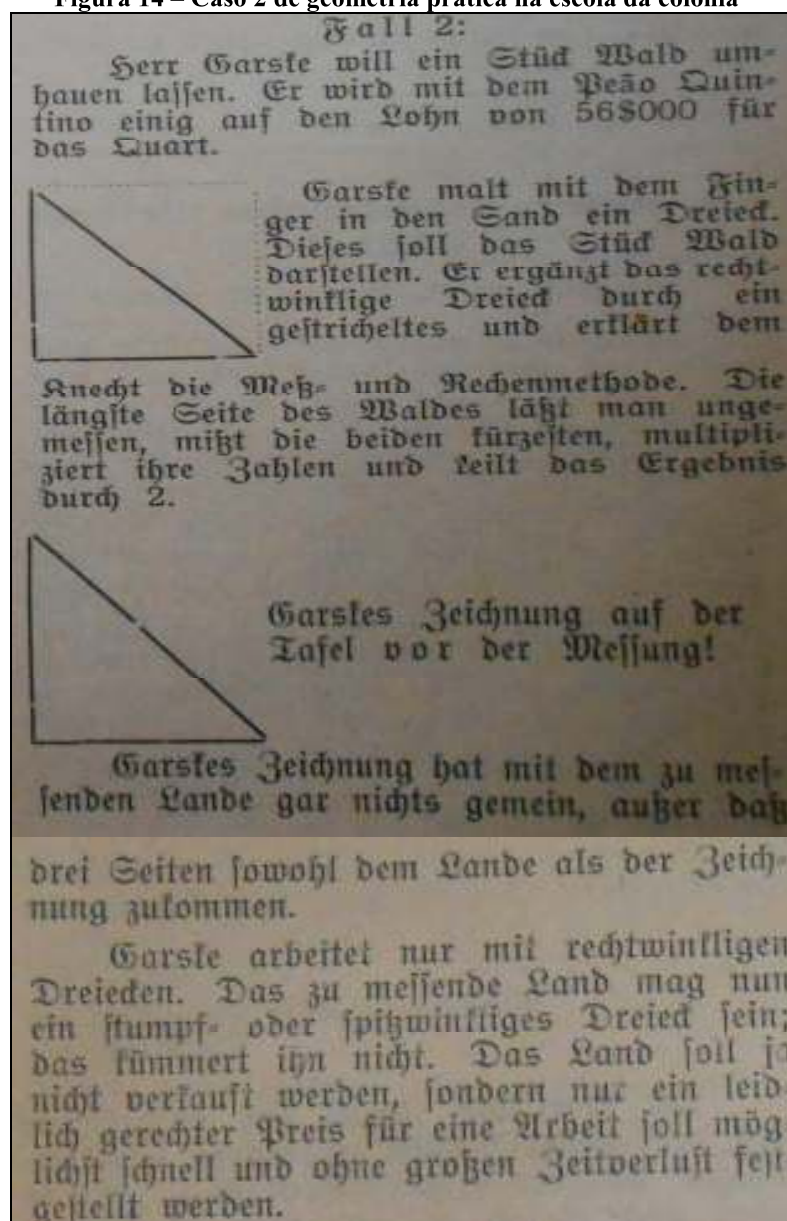 Figura 14 – Caso 2 de geometria prática na escola da colônia
Fall 2:
Herr Garske will ein Stück Wald um-
hauen lassen. Er wird mit dem Peão Quin-
tino einig auf den Lohn von 56$000 für
das Quart.
Garske malt mit dem Fin-
ger in den Sand ein Dreieck.
Dieses soll das Stück Wald
darstellen. Er ergänzt das recht-
winklige Dreieck durch ein
gestricheltes und erklärt dem
Knecht die Meß- und Rechenmethode. Die
längste Seite des Waldes läßt man unge-
messen, mißt die beiden kürzesten, multipli-
ziert ihre Zahlen und teilt das Ergebnis
durch 2.
Garskes Zeichnung auf der
Tafel vor der Messung!
Garskes Zeichnung hat mit dem zu mes-
senden Lande gar nichts gemein, außer daß
drei Seiten sowohl dem Lande als der Zeich-
nung zukommen.
Garske arbeitet nur mit rechtwinkligen
Dreiecken. Das zu messende Land mag nun
ein stumpf- oder spitzwinkliges Dreieck sein;
das kümmert ihn nicht. Das Land soll ja
nicht verkauft werden, sondern nur ein leid-
lich gerechter Preis für eine Arbeit soll mög-
lichst schnell und ohne großen Zeitverlust fest-
gestellt werden.